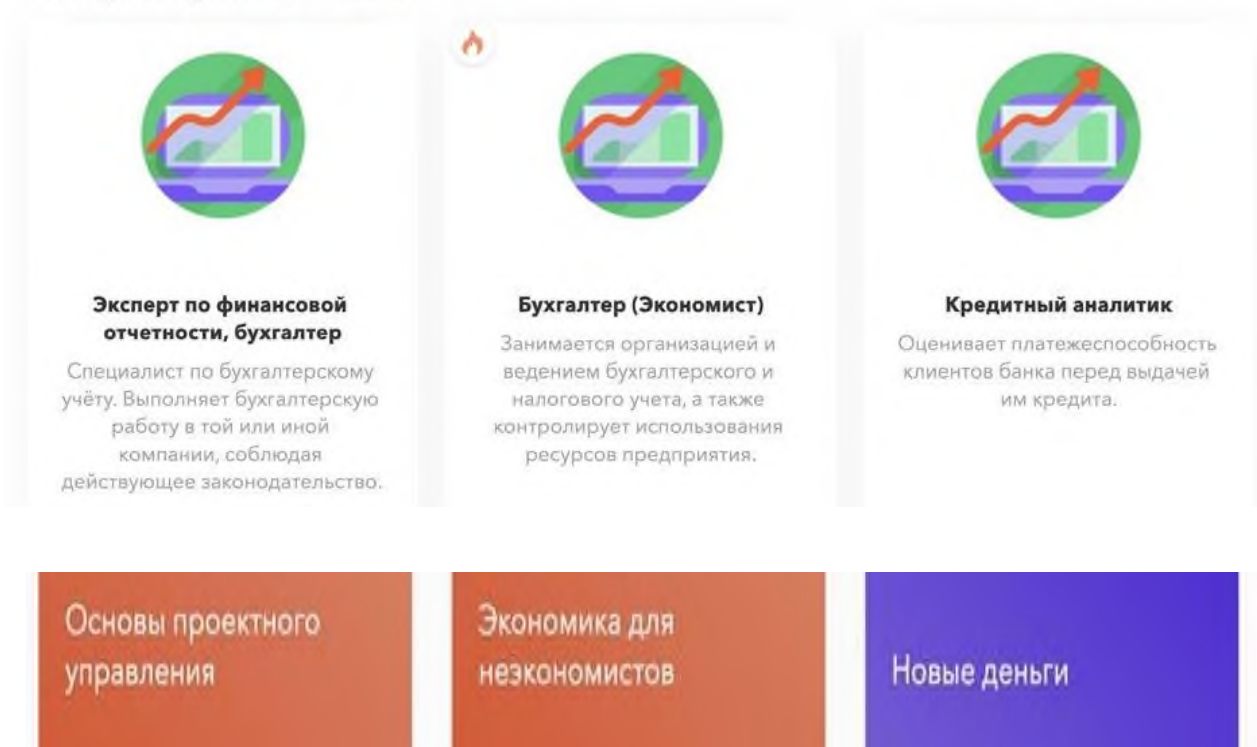 Эксперт по финансовой
отчетности, бухгалтер
Специалист по бухгалтерскому
учёту. Выполняет бухгалтерскую
работу в той или иной
компании, соблюдая
действующее законодательство.
Бухгалтер (Экономист)
Занимается организацией и
ведением бухгалтерского и
налогового учета, а также
контролирует использования
ресурсов предприятия.
Кредитный аналитик
Оценивает платежеспособность
клиентов банка перед выдачей
им кредита.
Основы проектного
управления
Экономика для
неэкономистов
Новые деньги